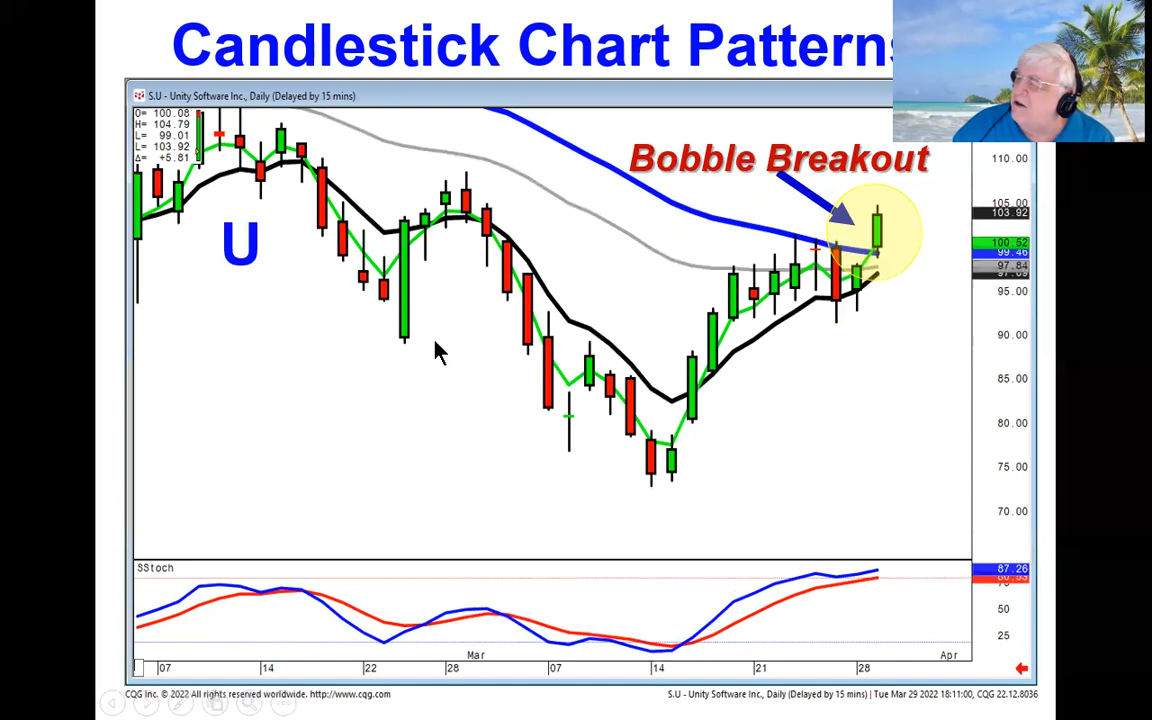 Candlestick Chart Patterns
S.U - Unity Software Inc., Daily (Delayed by 15 mins)
O= 100.08
H= 104.79
L= 99.01
L= 103.92
Δ= +5.81
Bobble Breakout
U
110.00
105.00
103.92
100.52
99.46
97.84
95.00
90.00
85.00
80.00
75.00
70.00
SStoch
87.26
75
50
25
Mar
Apr
07
14
22
28
07
14
21
28
CQG Inc. © 2022 All rights reserved worldwide. http://www.cqg.com
S.U - Unity Software Inc., Daily (Delayed by 15 mins) | Tue Mar 29 2022 18:11:00, CQG 22.12.8036